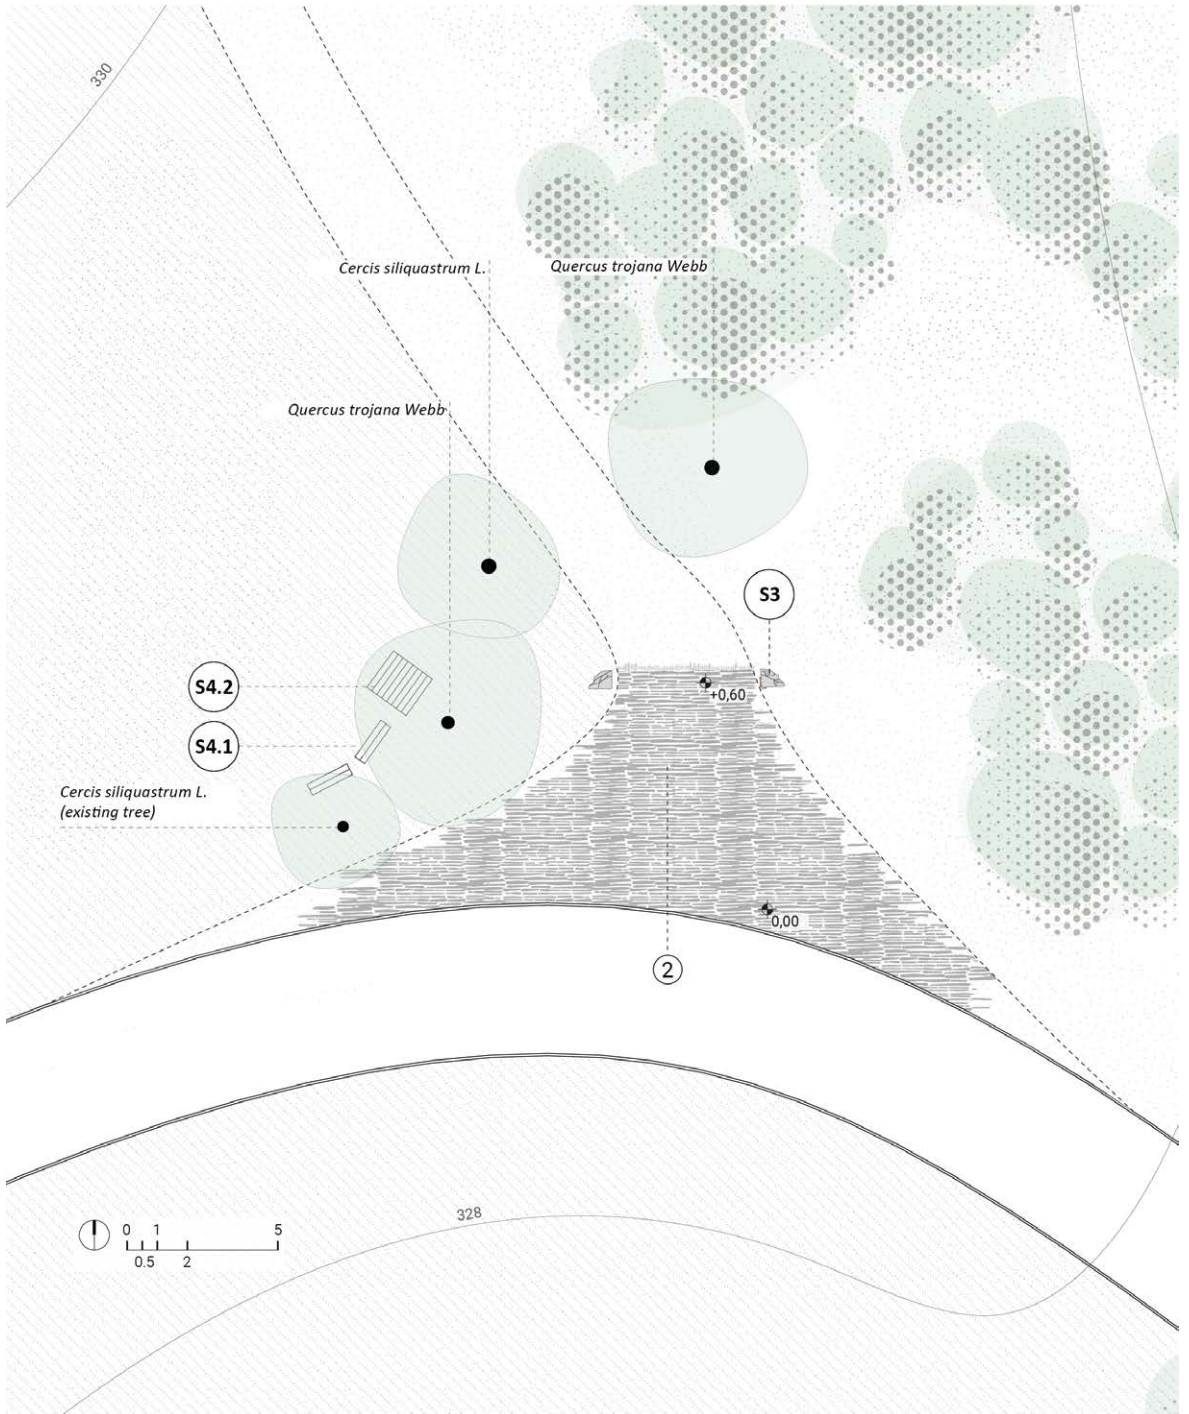 330
Cercis siliquastrum L.
Quercus trojana Webb
Quercus trojana Webb
S3
S4.2
+0,60
S4.1
Cercis siliquastrum L.
(existing tree)
0,00
2
328
0 1 5
0.5 2